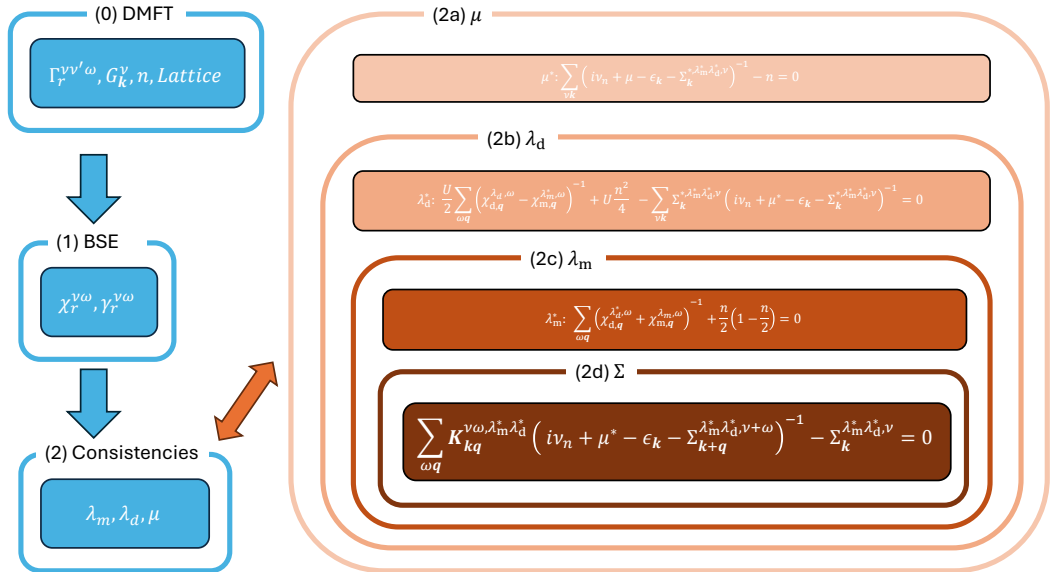 (0) DMFT
Γ_r^{νν′ω}, G_𝒌^ν, n, Lattice
(1) BSE
χ_r^{νω}, γ_r^{νω}
(2) Consistencies
λ_m, λ_d, μ
(2a) μ
μ*: ∑_{ν𝒌} (iν_n + μ − ϵ_𝒌 − Σ_𝒌^{*,λ_m^*λ_d^*,ν})^{−1} − n = 0
(2b) λ_d
λ_d^*: U/2 ∑_{ω𝒒} (χ_{d,𝒒}^{λ_d,ω} − χ_{m,𝒒}^{λ_m^*,ω})^{−1} + U n^2/4 − ∑_{ν𝒌} Σ_𝒌^{*,λ_m^*λ_d^*,ν} (iν_n + μ* − ϵ_𝒌 − Σ_𝒌^{*,λ_m^*λ_d^*,ν})^{−1} = 0
(2c) λ_m
λ_m^*: ∑_{ω𝒒} (χ_{d,𝒒}^{λ_d^*,ω} + χ_{m,𝒒}^{λ_m,ω})^{−1} + n/2 (1 − n/2) = 0
(2d) Σ
∑_{ω𝒒} 𝑲_{𝒌𝒒}^{νω,λ_m^*λ_d^*} (iν_n + μ* − ϵ_𝒌 − Σ_{𝒌+𝒒}^{λ_m^*λ_d^*,ν+ω})^{−1} − Σ_𝒌^{λ_m^*λ_d^*,ν} = 0